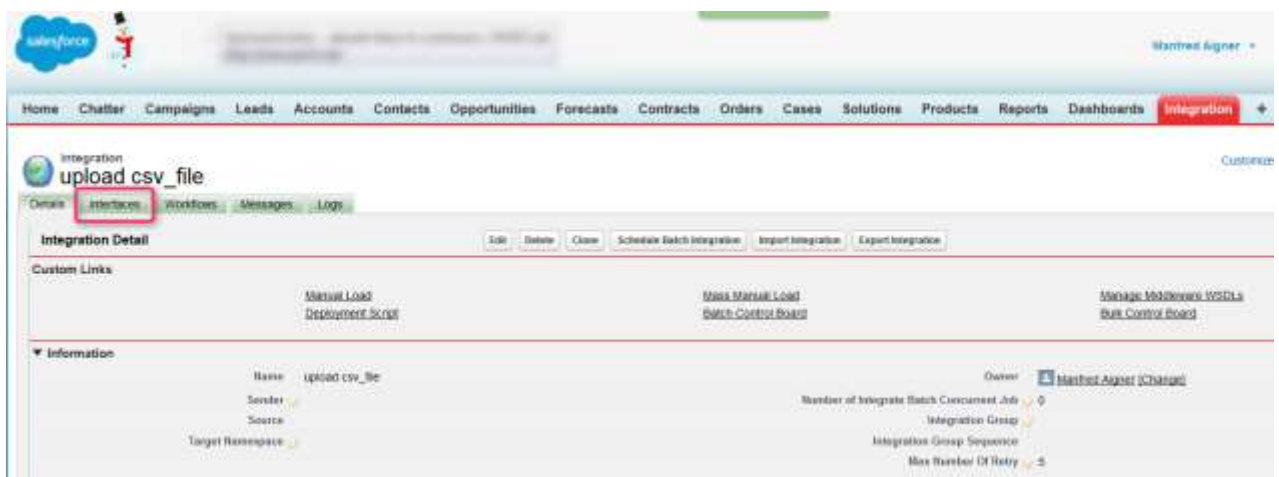 salesforce
Manfred Aigner
Home Chatter Campaigns Leads Accounts Contacts Opportunities Forecasts Contracts Orders Cases Solutions Products Reports Dashboards Integration +
Integration
Customize
upload csv_file
Details Interfaces Workflows Messages Logs
Integration Detail Edit Delete Clone Schedule Batch Integration Import Integration Export Integration
Custom Links
Manual Load Mass Manual Load Manage Middleware WSDLs
Deployment Script Batch Control Board Bulk Control Board
Information
Name upload csv_file Owner Manfred Aigner [Change]
Sender Number of Integrate Batch Concurrent Job 0
Source Integration Group
Target Namespace Integration Group Sequence
Max Number Of Retry 5